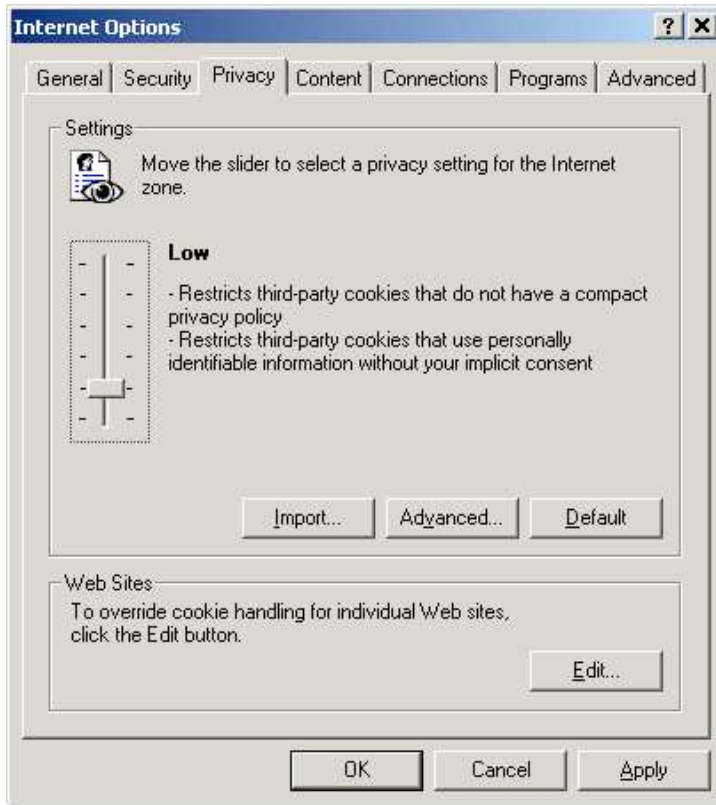 Internet Options
General Security Privacy Content Connections Programs Advanced
Settings
Move the slider to select a privacy setting for the Internet
zone.
Low
- Restricts third-party cookies that do not have a compact
privacy policy
- Restricts third-party cookies that use personally
identifiable information without your implicit consent
Import... Advanced... Default
Web Sites
To override cookie handling for individual Web sites,
click the Edit button.
Edit...
OK Cancel Apply